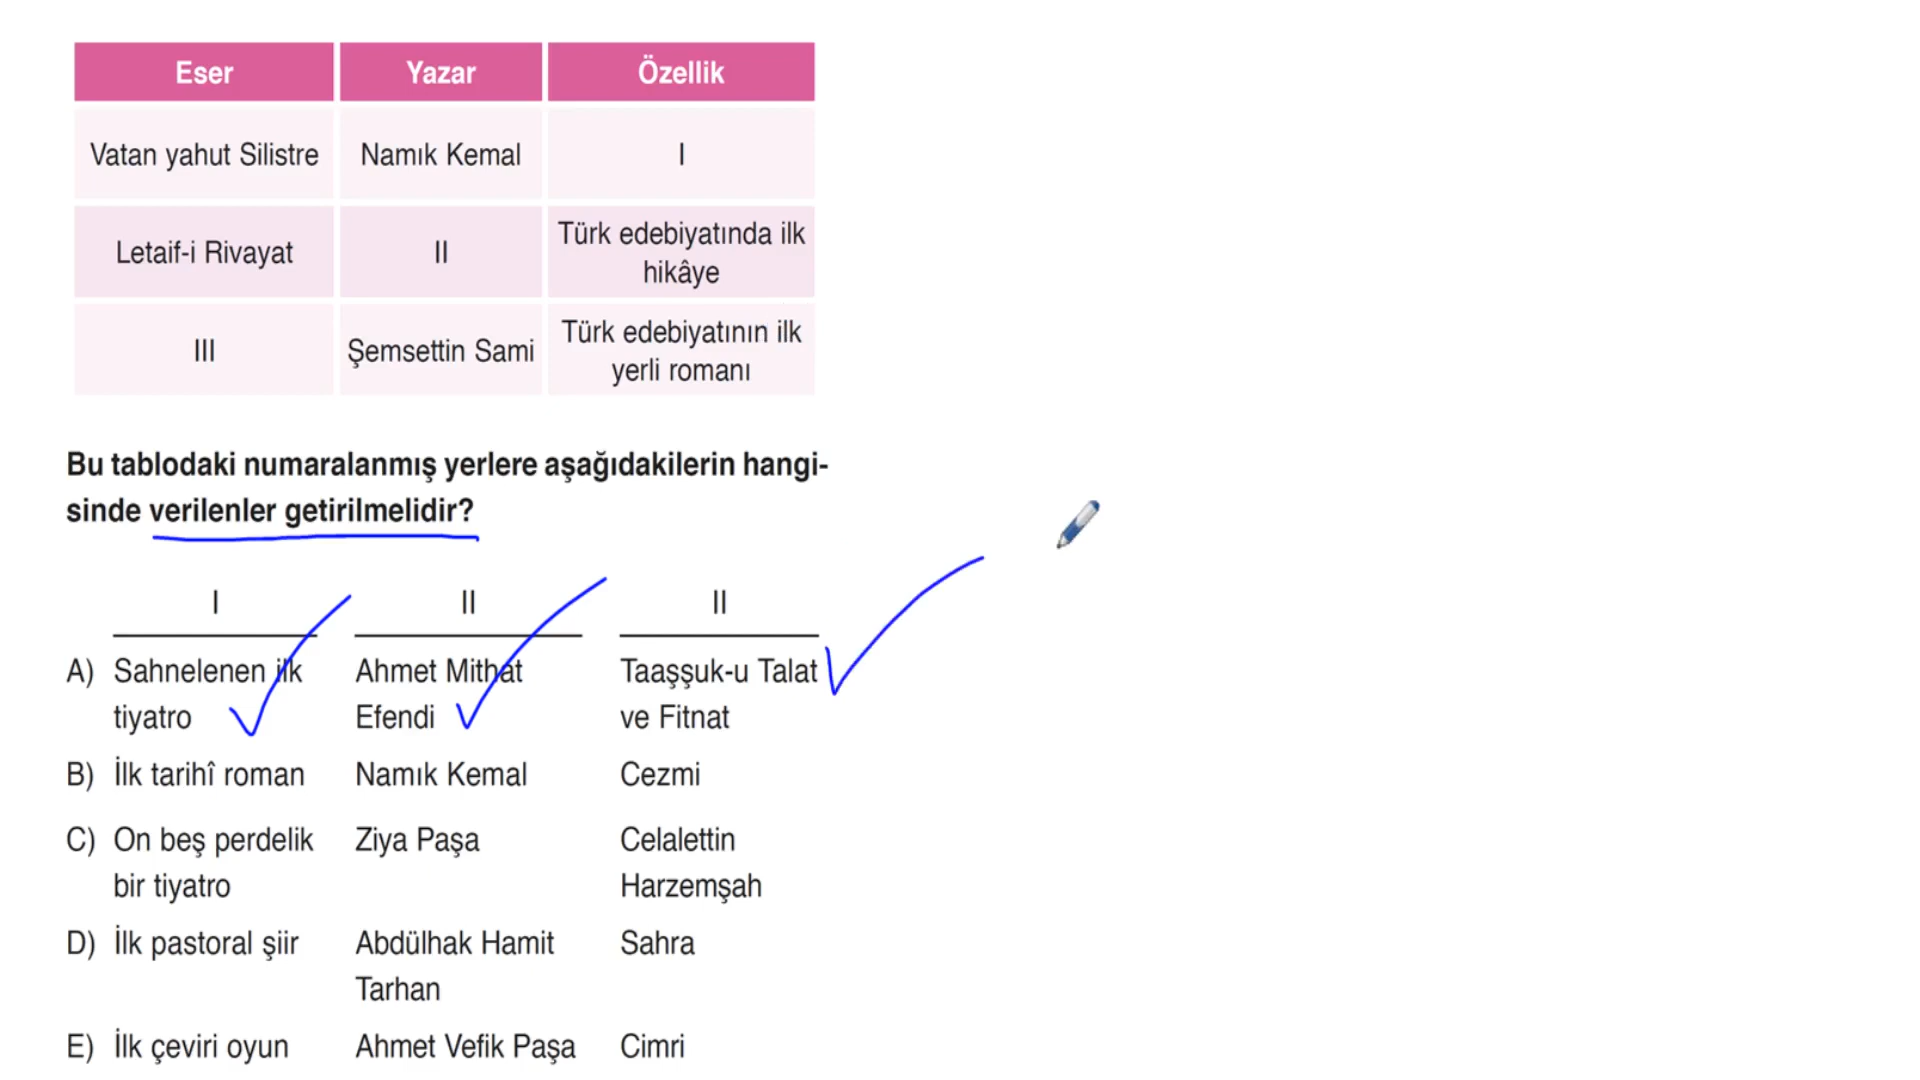 Eser Yazar Özellik
Vatan yahut Silistre Namık Kemal I
Letaif-i Rivayat II Türk edebiyatında ilk
hikâye
III Şemsettin Sami Türk edebiyatının ilk
yerli romanı
Bu tablodaki numaralanmış yerlere aşağıdakilerin hangi-
sinde verilenler getirilmelidir?
I II II
A) Sahnelenen ilk Ahmet Mithat Taaşşuk-u Talat
tiyatro Efendi ve Fitnat
B) İlk tarihî roman Namık Kemal Cezmi
C) On beş perdelik Ziya Paşa Celalettin
bir tiyatro Harzemşah
D) İlk pastoral şiir Abdülhak Hamit Sahra
Tarhan
E) İlk çeviri oyun Ahmet Vefik Paşa Cimri